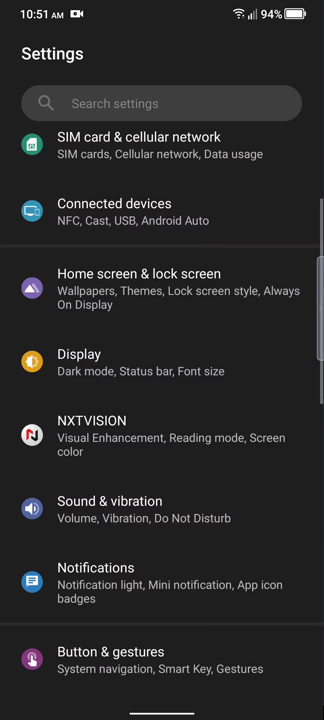 10:51 AM
94%
Settings
Search settings
SIM card & cellular network
SIM cards, Cellular network, Data usage
Connected devices
NFC, Cast, USB, Android Auto
Home screen & lock screen
Wallpapers, Themes, Lock screen style, Always
On Display
Display
Dark mode, Status bar, Font size
NXTVISION
Visual Enhancement, Reading mode, Screen
color
Sound & vibration
Volume, Vibration, Do Not Disturb
Notifications
Notification light, Mini notification, App icon
badges
Button & gestures
System navigation, Smart Key, Gestures